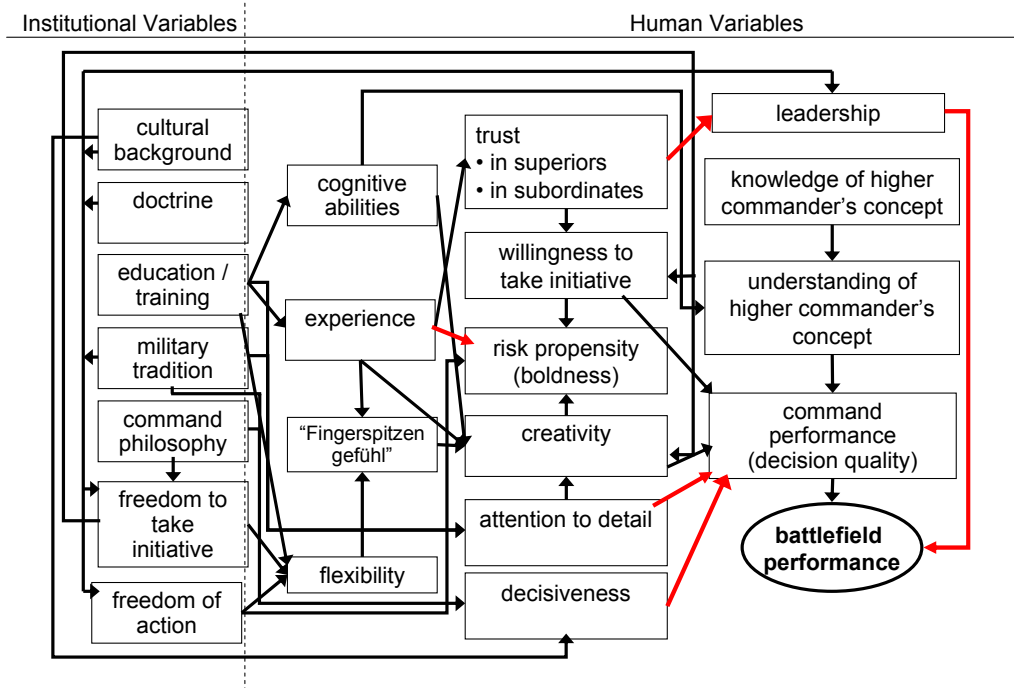 Institutional Variables
Human Variables
cultural
background
doctrine
education /
training
military
tradition
command
philosophy
freedom to
take
initiative
freedom of
action
cognitive
abilities
experience
“Fingerspitzen
gefühl”
flexibility
trust
• in superiors
• in subordinates
willingness to
take initiative
risk propensity
(boldness)
creativity
attention to detail
decisiveness
leadership
knowledge of higher
commander’s concept
understanding of
higher commander’s
concept
command
performance
(decision quality)
battlefield
performance